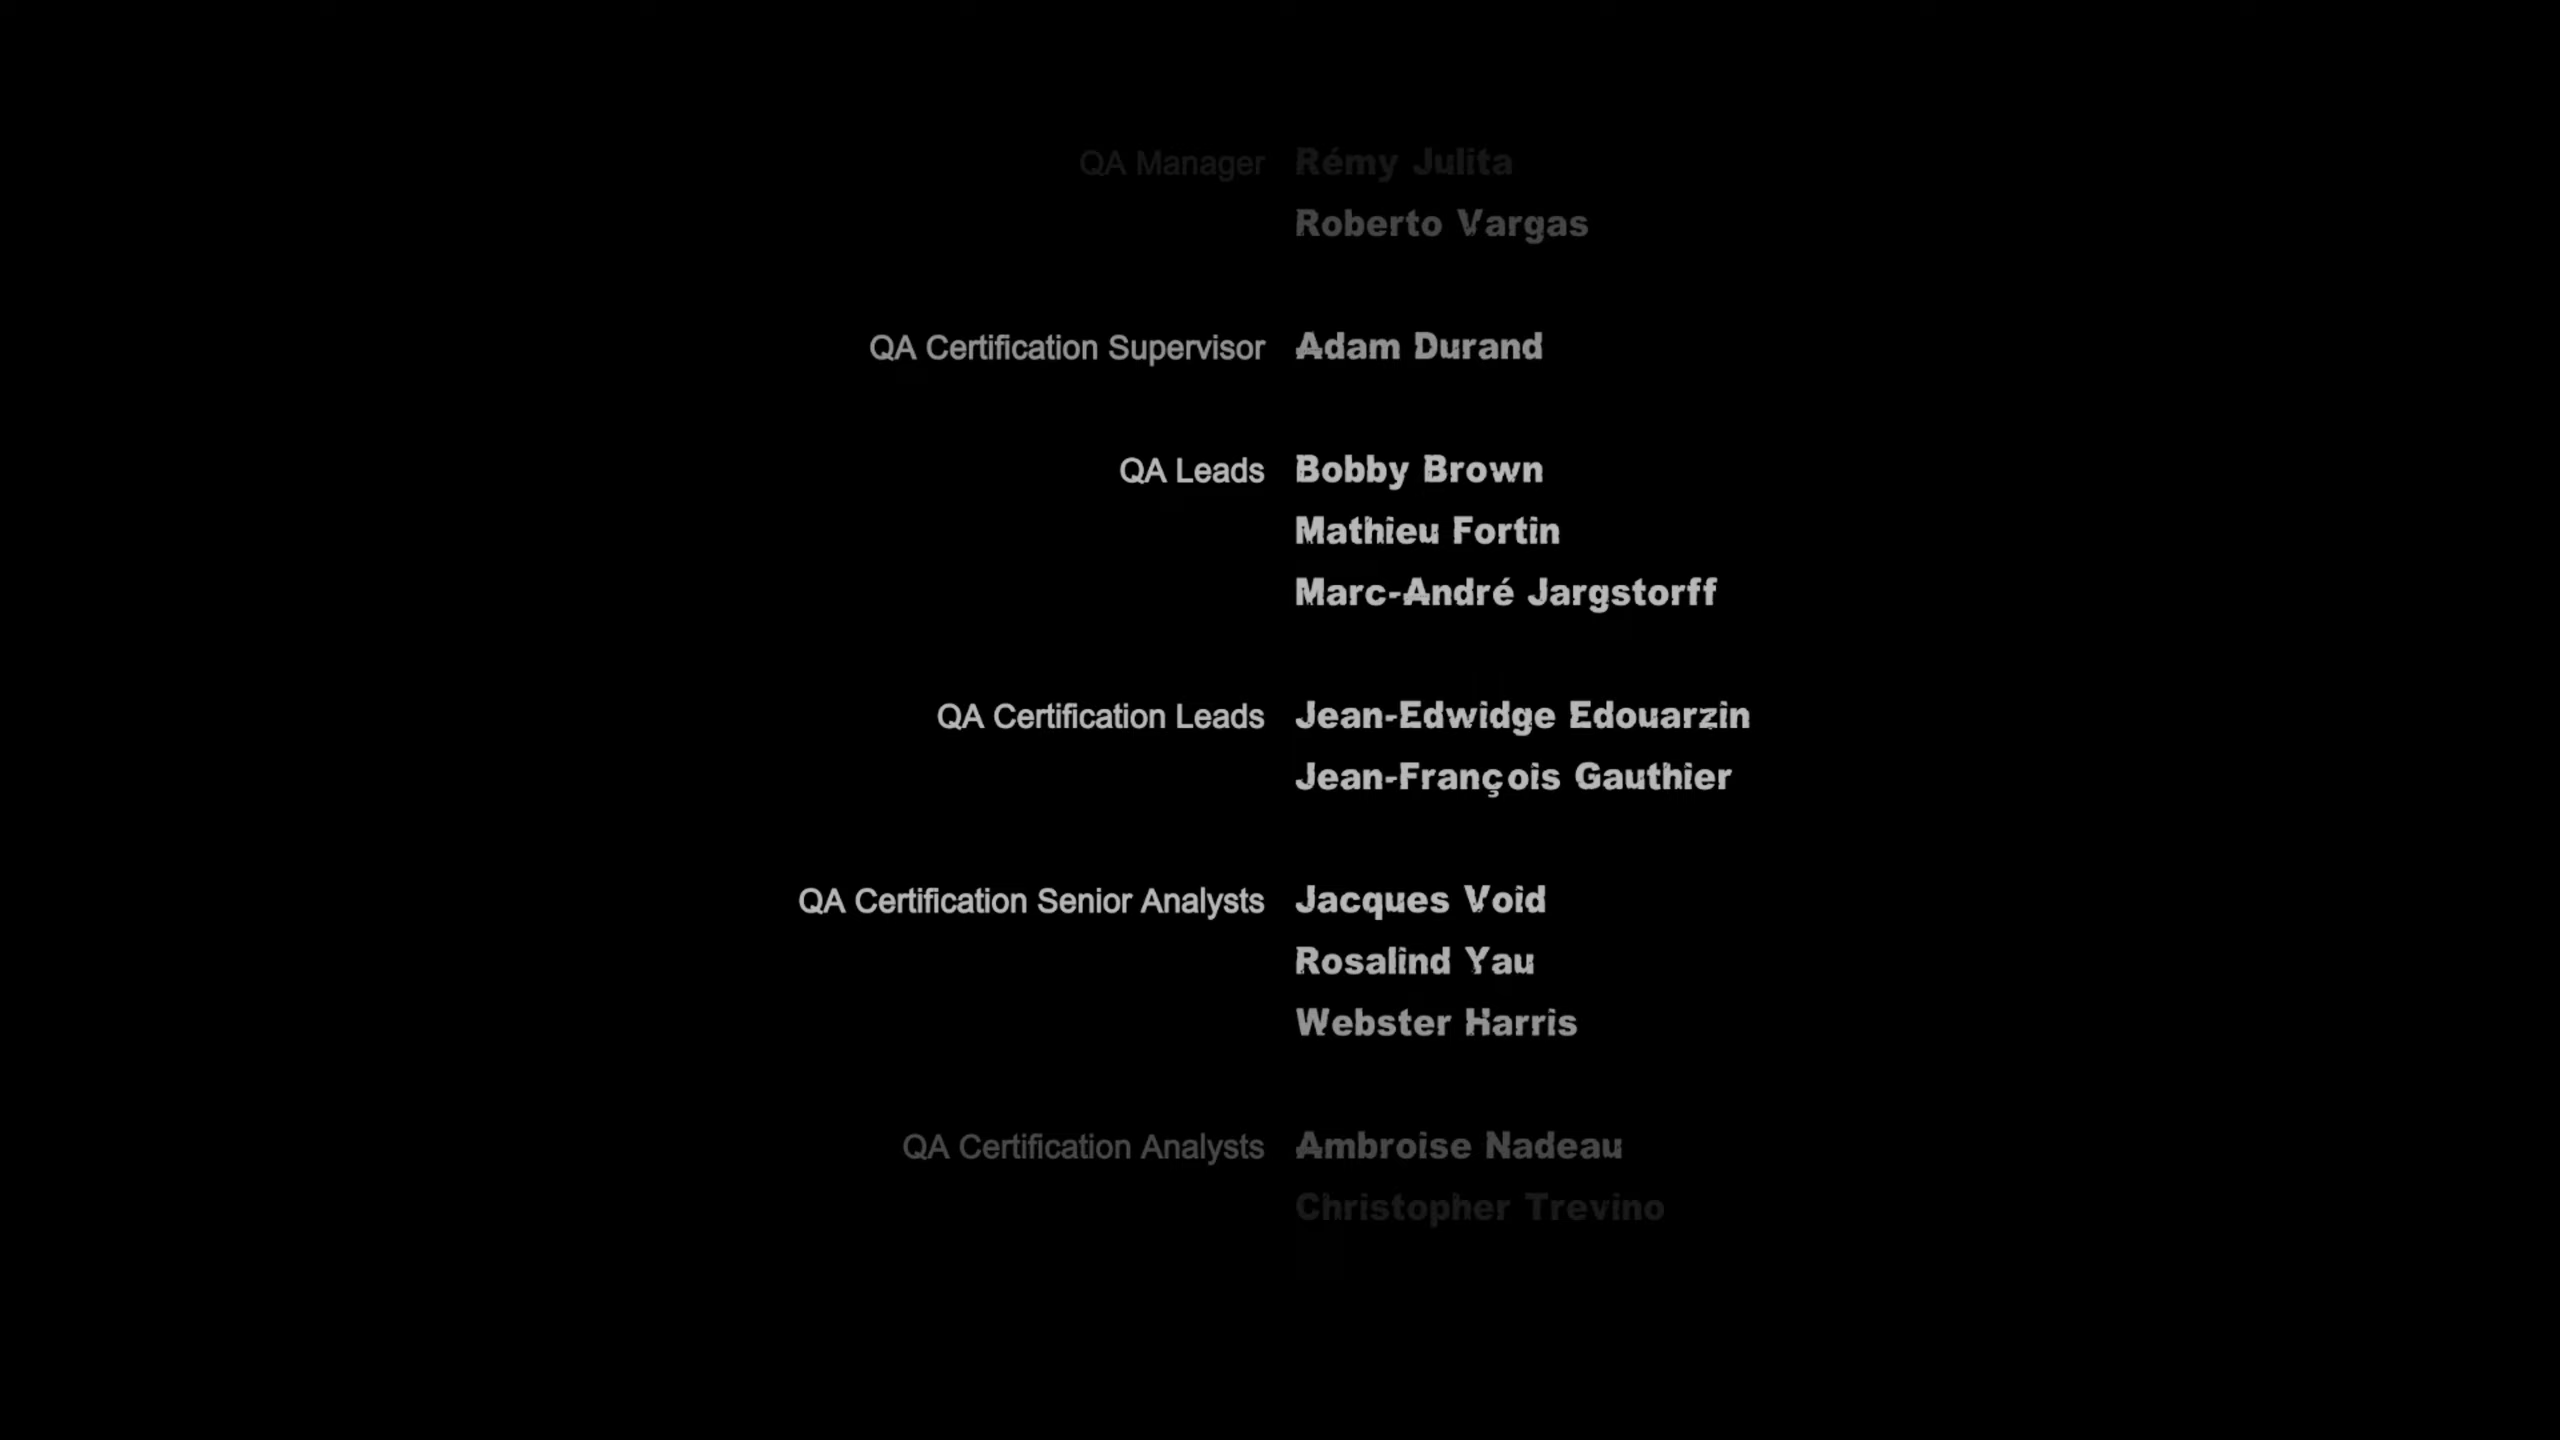 QA Manager Rémy Julita
Roberto Vargas
QA Certification Supervisor Adam Durand
QA Leads Bobby Brown
Mathieu Fortin
Marc-André Jargstorff
QA Certification Leads Jean-Edwidge Edouarzin
Jean-François Gauthier
QA Certification Senior Analysts Jacques Void
Rosalind Yau
Webster Harris
QA Certification Analysts Ambroise Nadeau
Christopher Trevino